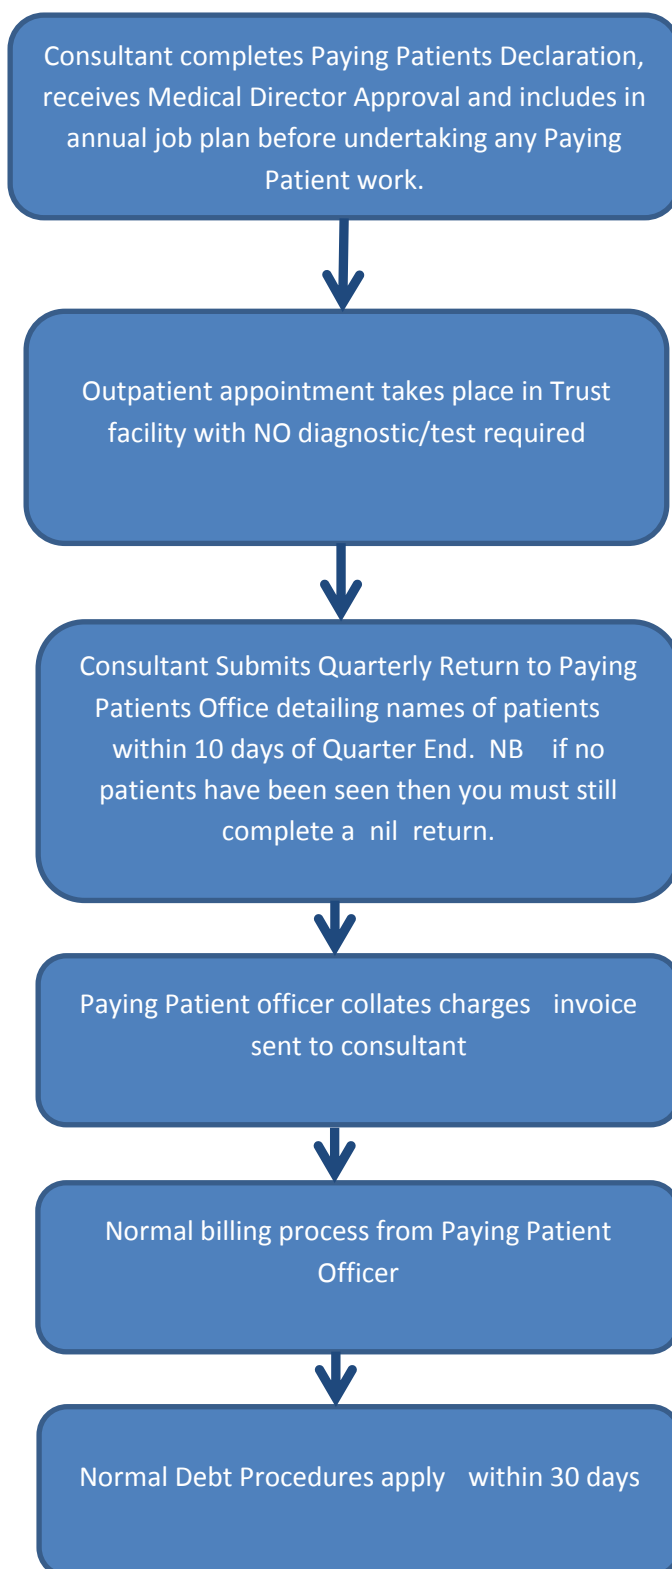 Consultant completes Paying Patients Declaration,
receives Medical Director Approval and includes in
annual job plan before undertaking any Paying
Patient work.
Outpatient appointment takes place in Trust
facility with NO diagnostic/test required
Consultant Submits Quarterly Return to Paying
Patients Office detailing names of patients
within 10 days of Quarter End. NB if no
patients have been seen then you must still
complete a nil return.
Paying Patient officer collates charges invoice
sent to consultant
Normal billing process from Paying Patient
Officer
Normal Debt Procedures apply within 30 days